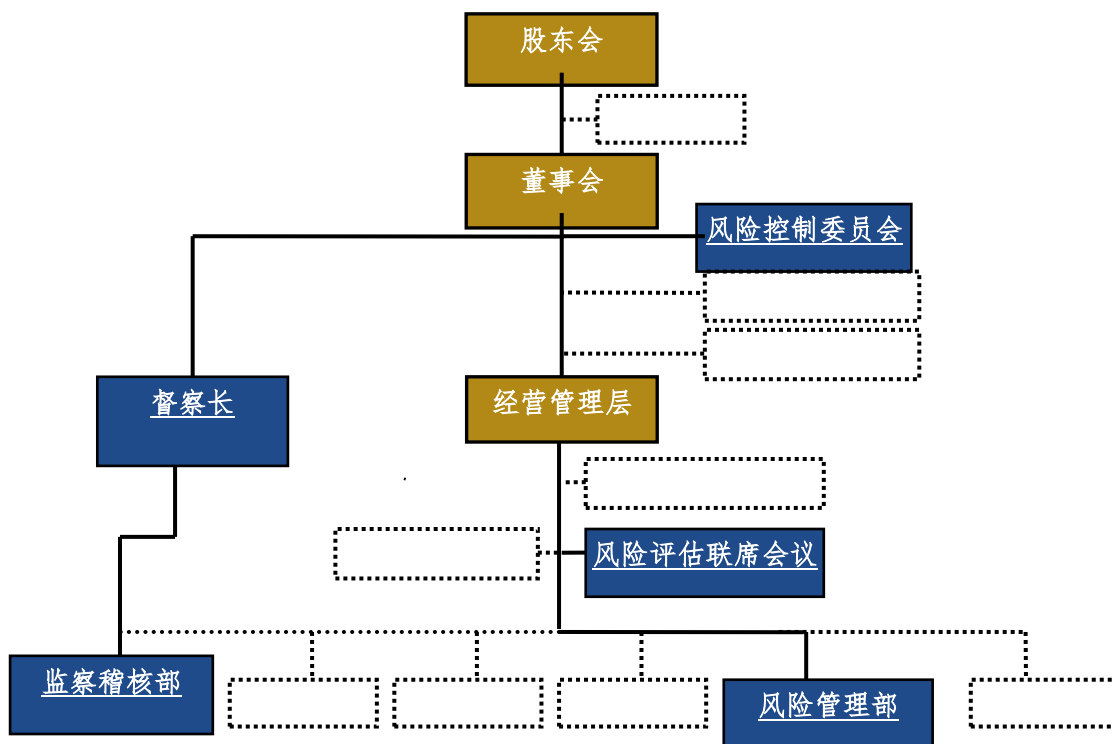 股东会
董事会
风险控制委员会
督察长
经营管理层
风险评估联席会议
监察稽核部
风险管理部